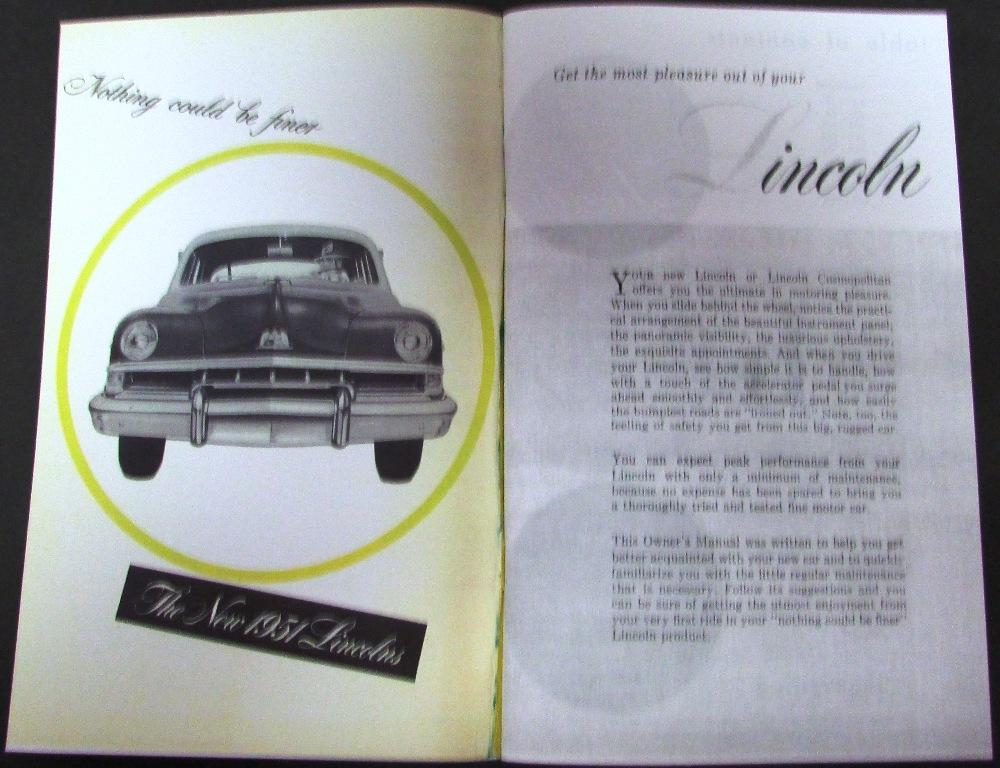 Nothing could be finer
The New 1951 Lincolns
Get the most pleasure out of your
Lincoln
Your new Lincoln or Lincoln Cosmopolitan
offers you the ultimate in motoring pleasure.
When you slide behind the wheel, notice the practi-
cal arrangement of the beautiful instrument panel,
the panoramic visibility, the luxurious upholstery,
the exquisite appointments. And when you drive
your Lincoln, see how simple it is to handle, how
with a touch of the accelerator pedal you surge
ahead smoothly and effortlessly, and how easily
the bumpiest roads are "ironed out." Note, too, the
feeling of safety you get from this big, rugged car.
You can expect peak performance from your
Lincoln with only a minimum of maintenance,
because no expense has been spared to bring you
a thoroughly tried and tested fine motor car.
This Owner's Manual was written to help you get
better acquainted with your new car and to quickly
familiarize you with the little regular maintenance
that is necessary. Follow its suggestions and you
can be sure of getting the utmost enjoyment from
your very first ride in your "nothing could be finer"
Lincoln product.